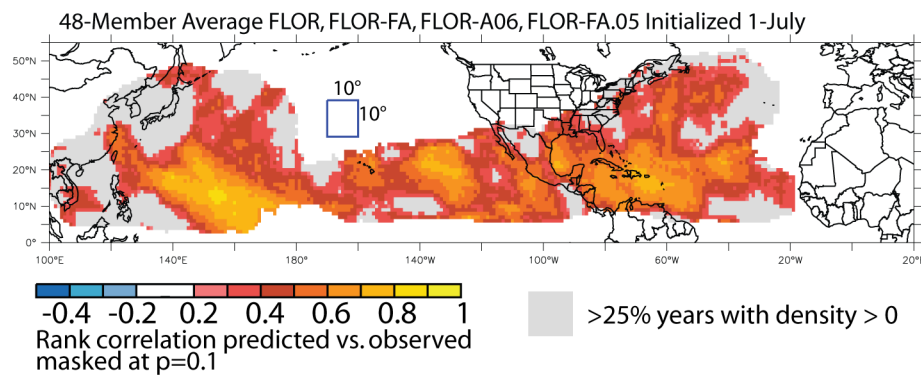 48-Member Average FLOR, FLOR-FA, FLOR-A06, FLOR-FA.05 Initialized 1-July
50°N
40°N
30°N
20°N
10°N
0°
10°
10°
100°E 140°E 180° 140°W 100°W 60°W 20°W 20°E
-0.4 -0.2 0.2 0.4 0.6 0.8 1
Rank correlation predicted vs. observed
masked at p=0.1
>25% years with density > 0